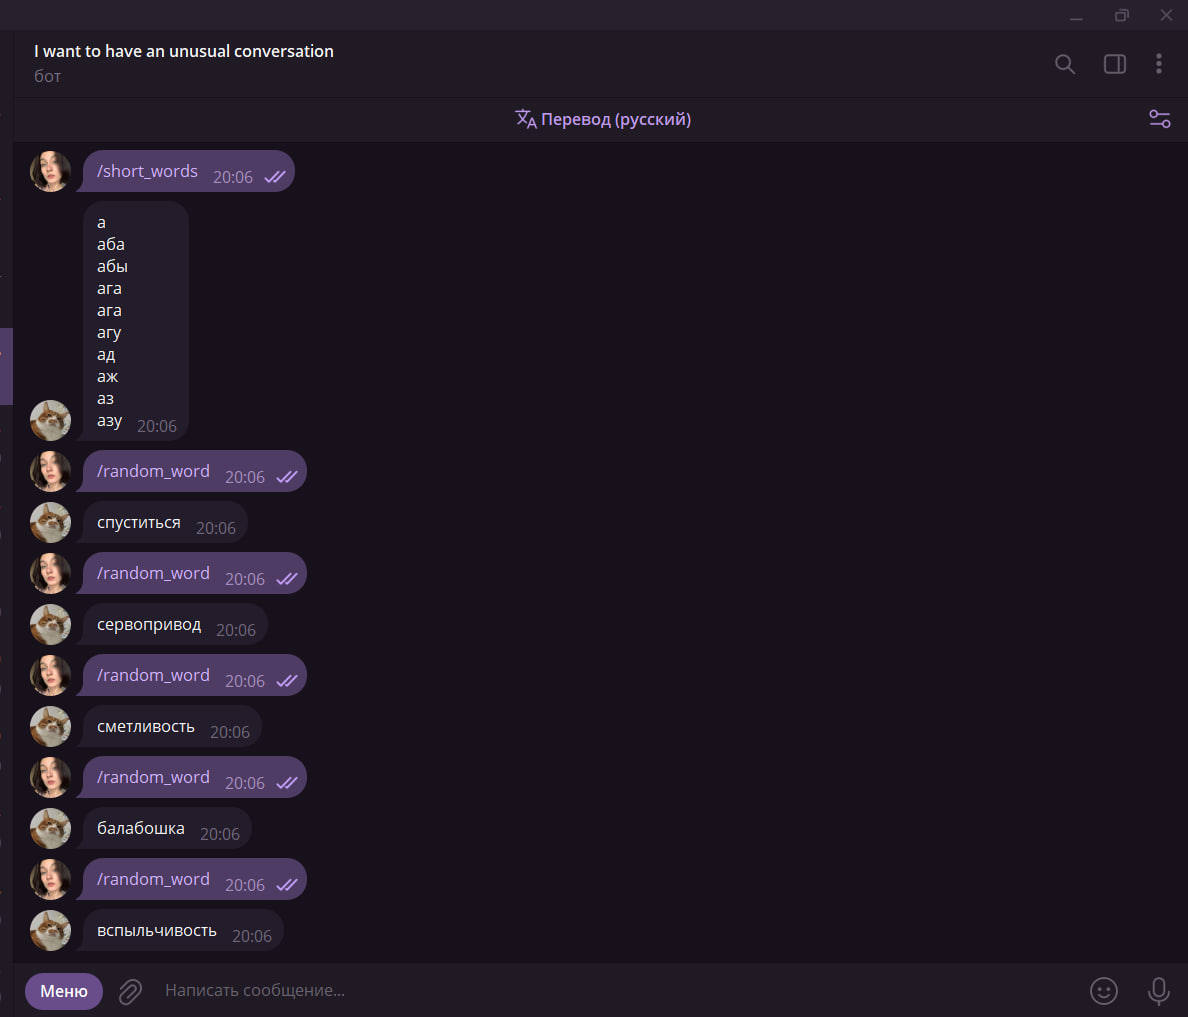 I want to have an unusual conversation
бот
Перевод (русский)
/short_words 20:06
а
аба
абы
ага
ага
агу
ад
аж
аз
азу 20:06
/random_word 20:06
спуститься 20:06
/random_word 20:06
сервопривод 20:06
/random_word 20:06
сметливость 20:06
/random_word 20:06
балабошка 20:06
/random_word 20:06
вспыльчивость 20:06
Меню Написать сообщение...